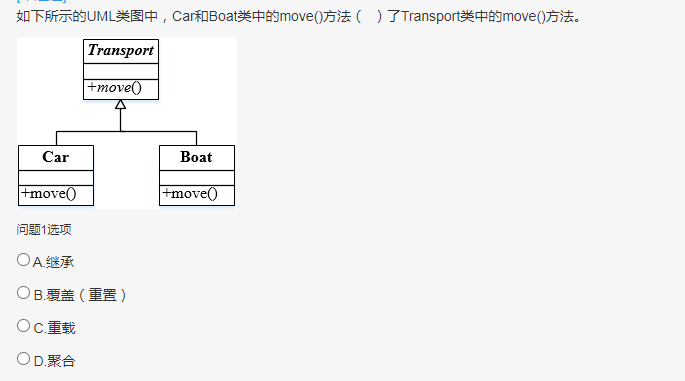 如下所示的UML类图中，Car和Boat类中的move()方法（　）了Transport类中的move()方法。
Transport
+move()
Car
Boat
+move()
+move()
问题1选项
A.继承
B.覆盖（重置）
C.重载
D.聚合